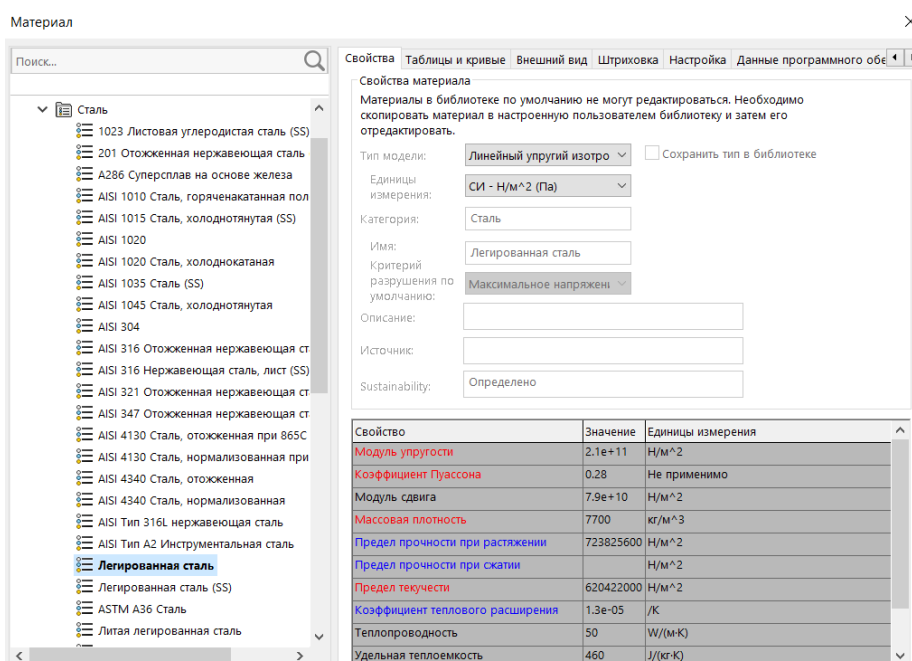 Материал
Поиск...
Сталь
1023 Листовая углеродистая сталь (SS)
201 Отожженная нержавеющая сталь
A286 Суперсплав на основе железа
AISI 1010 Сталь, горяченакатанная пол
AISI 1015 Сталь, холоднотянутая (SS)
AISI 1020
AISI 1020 Сталь, холоднокатаная
AISI 1035 Сталь (SS)
AISI 1045 Сталь, холоднотянутая
AISI 304
AISI 316 Отожженная нержавеющая ст
AISI 316 Нержавеющая сталь, лист (SS)
AISI 321 Отожженная нержавеющая ст
AISI 347 Отожженная нержавеющая ст
AISI 4130 Сталь, отожженная при 865C
AISI 4130 Сталь, нормализованная при
AISI 4340 Сталь, отожженная
AISI 4340 Сталь, нормализованная
AISI Тип 316L нержавеющая сталь
AISI Тип A2 Инструментальная сталь
Легированная сталь
Легированная сталь (SS)
ASTM A36 Сталь
Литая легированная сталь
Свойства Таблицы и кривые Внешний вид Штриховка Настройка Данные программного обе
Свойства материала
Материалы в библиотеке по умолчанию не могут редактироваться. Необходимо
скопировать материал в настроенную пользователем библиотеку и затем его
отредактировать.
Тип модели: Линейный упругий изотро Сохранить тип в библиотеке
Единицы
измерения: СИ - Н/м^2 (Па)
Категория: Сталь
Имя: Легированная сталь
Критерий
разрушения по
умолчанию: Максимальное напряжени
Описание:
Источник:
Sustainability: Определено
Свойство Значение Единицы измерения
Модуль упругости 2.1e+11 Н/м^2
Коэффициент Пуассона 0.28 Не применимо
Модуль сдвига 7.9e+10 Н/м^2
Массовая плотность 7700 кг/м^3
Предел прочности при растяжении 723825600 Н/м^2
Предел прочности при сжатии Н/м^2
Предел текучести 620422000 Н/м^2
Коэффициент теплового расширения 1.3e-05 /K
Теплопроводность 50 W/(м·K)
Удельная теплоемкость 460 J/(кг·K)